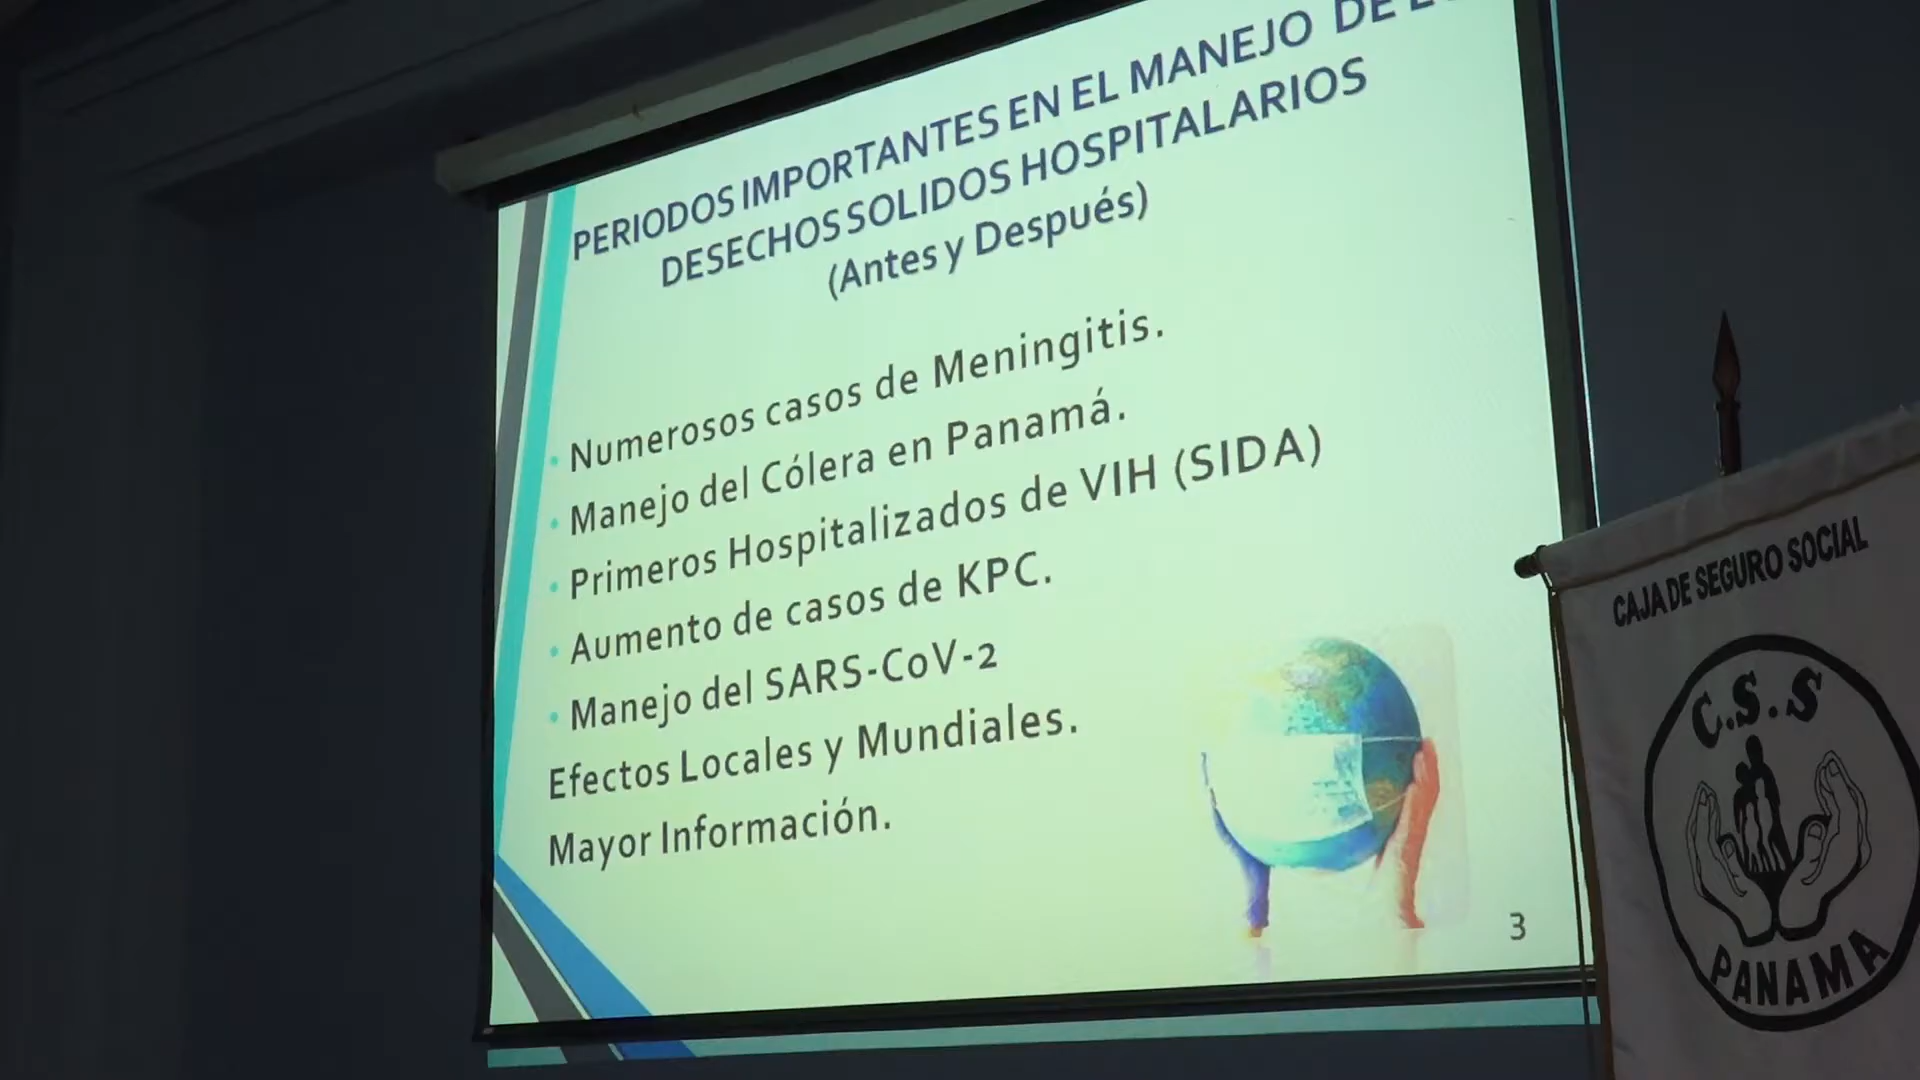 PERIODOS IMPORTANTES EN EL MANEJO DE
DESECHOS SOLIDOS HOSPITALARIOS
(Antes y Después)
• Numerosos casos de Meningitis.
• Manejo del Cólera en Panamá.
• Primeros Hospitalizados de VIH (SIDA)
• Aumento de casos de KPC.
• Manejo del SARS-CoV-2
Efectos Locales y Mundiales.
Mayor Información.
3
CAJA DE SEGURO SOCIAL
C.S.S
PANAMA